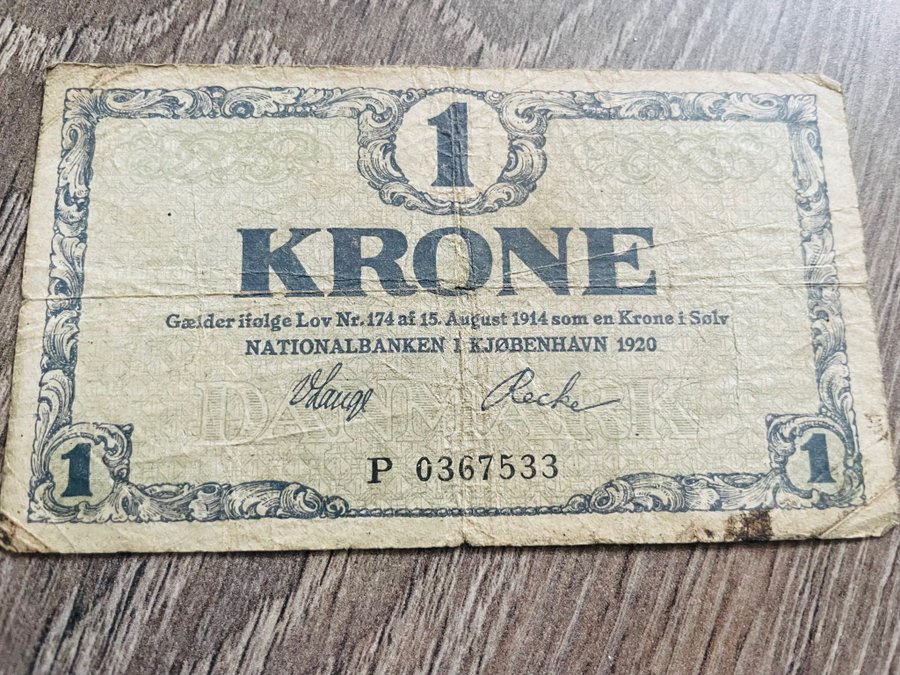 1
KRONE
Gælder ifølge Lov Nr. 174 af 15. August 1914 som en Krone i Sølv
NATIONALBANKEN I KJØBENHAVN 1920
V Lange Recke
DANMARK
P 0367533
1 1